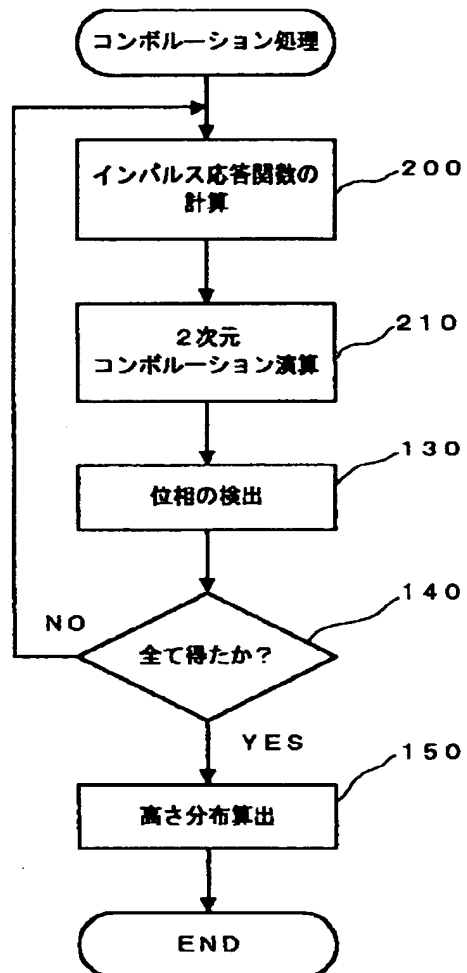 コンボルーション処理
インパルス応答関数の
計算
200
2次元
コンボルーション演算
210
位相の検出
130
全て得たか?
140
NO
YES
高さ分布算出
150
END